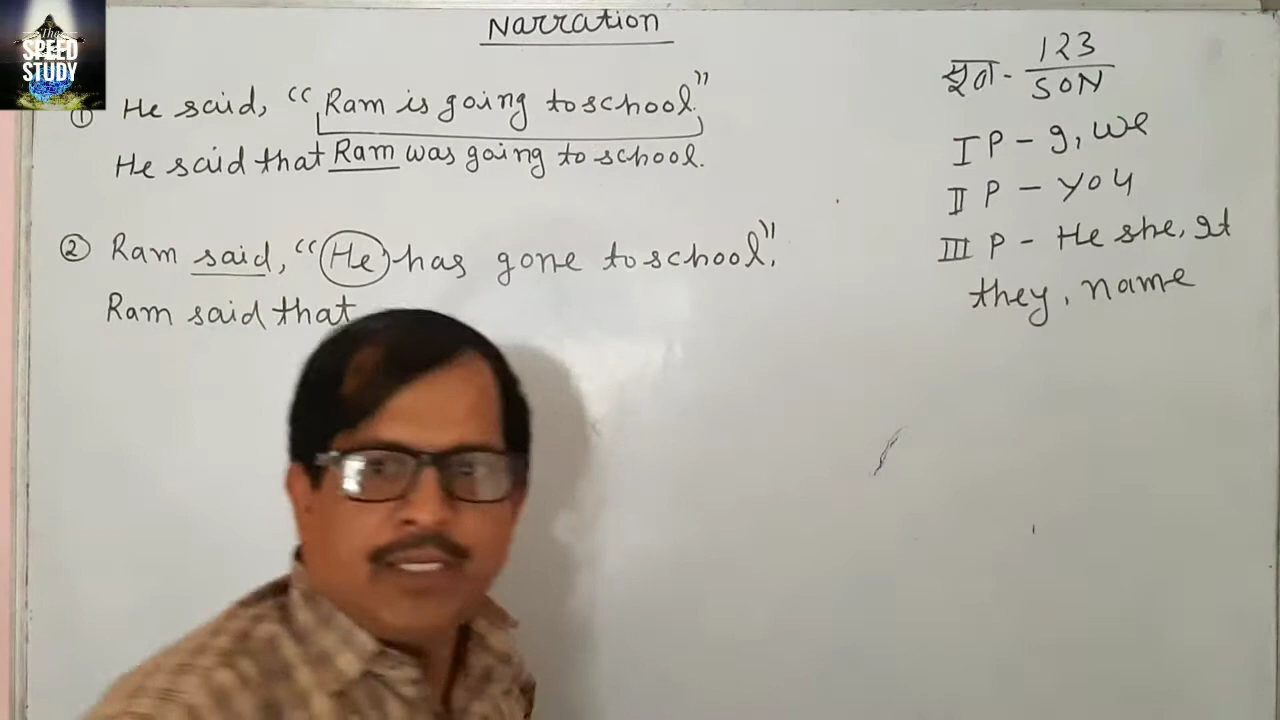 The
SPEED
STUDY
Narration
① He said, “Ram is going to school.”
He said that Ram was going to school.
② Ram said, “He has gone to school.”
Ram said that
सूत्र - 123
SON
I P - I, we
II P - you
III P - He she, It
they, name